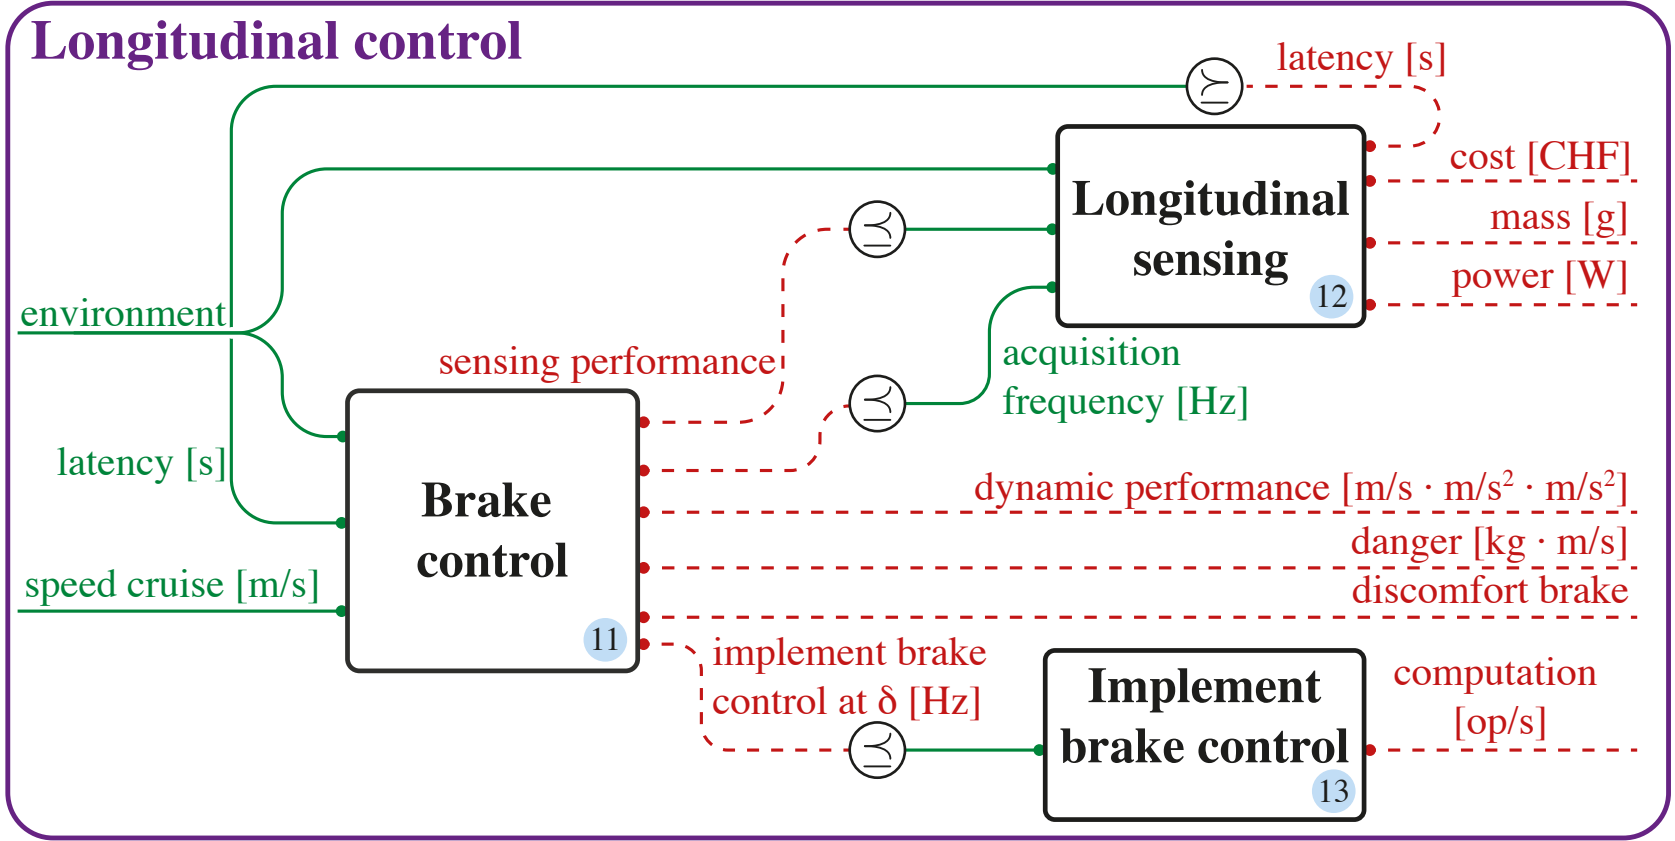 Longitudinal control
latency [s]
cost [CHF]
mass [g]
power [W]
Longitudinal
sensing
12
environment
sensing performance
acquisition
frequency [Hz]
latency [s]
Brake
control
11
dynamic performance [m/s · m/s² · m/s²]
danger [kg · m/s]
discomfort brake
speed cruise [m/s]
implement brake
control at δ [Hz]
Implement
brake control
13
computation
[op/s]